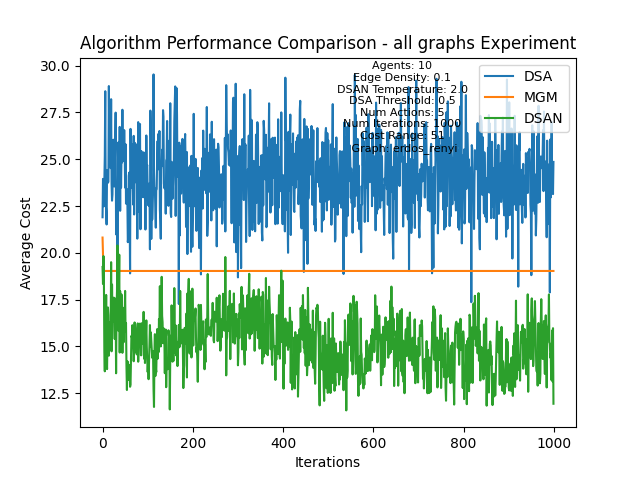 Algorithm Performance Comparison - all graphs Experiment
Agents: 10
Edge Density: 0.1
DSAN Temperature: 2.0
DSA Threshold: 0.5
Num Actions: 5
Num Iterations: 1000
Cost Range: 51
Graph: erdos_renyi
DSA
MGM
DSAN
Average Cost
30.0
27.5
25.0
22.5
20.0
17.5
15.0
12.5
0
200
400
600
800
1000
Iterations